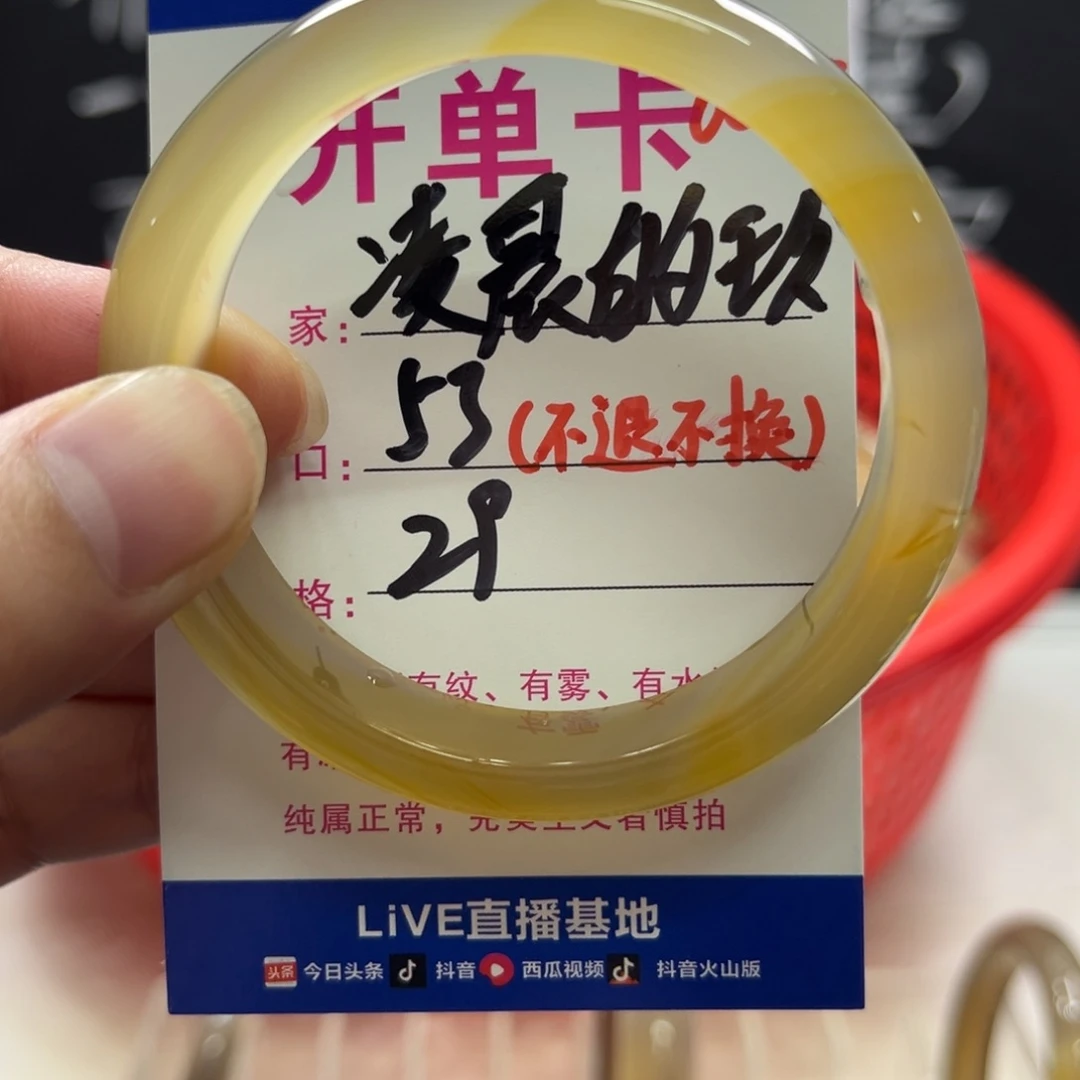 开单卡
家：凌晨的玖
口：53（不退不换）
格：29
有纹、有雾、有水
有
纯属正常，完美主义者慎拍
LiVE直播基地
头条 今日头条 抖音 西瓜视频 抖音火山版